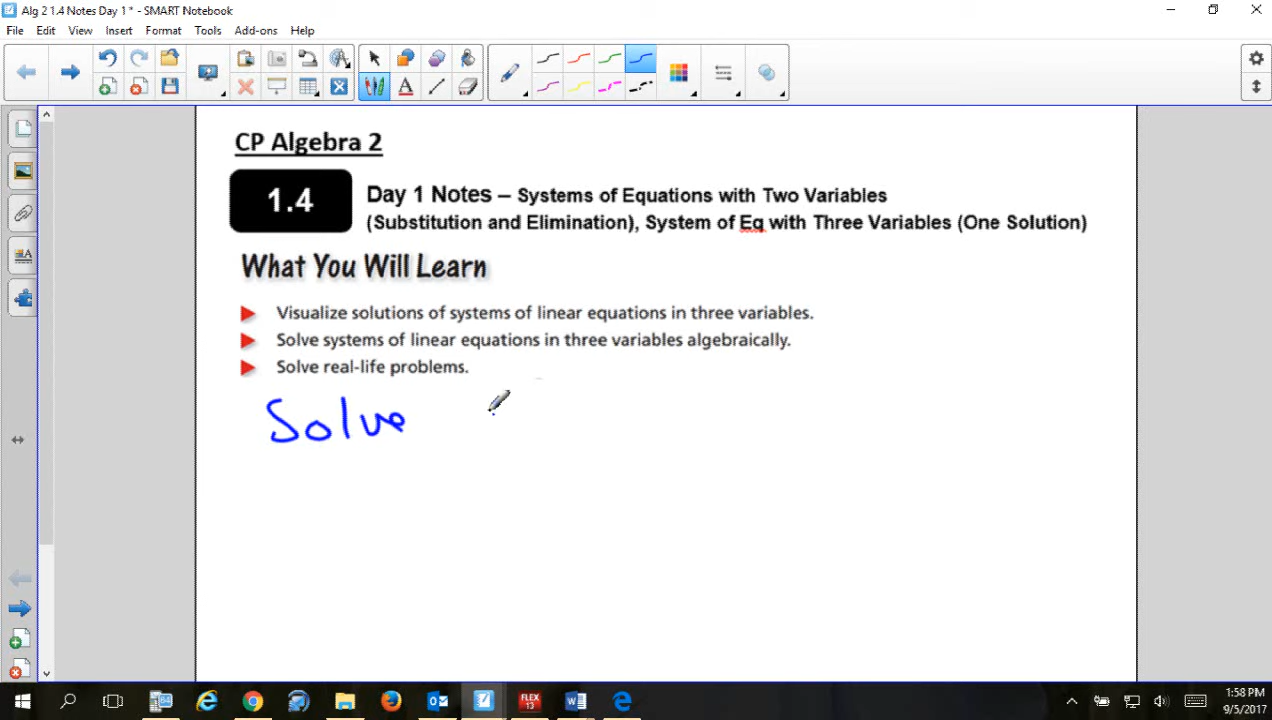 Alg 2 1.4 Notes Day 1 * - SMART Notebook
File Edit View Insert Format Tools Add-ons Help
CP Algebra 2
1.4
Day 1 Notes – Systems of Equations with Two Variables
(Substitution and Elimination), System of Eq with Three Variables (One Solution)
What You Will Learn
Visualize solutions of systems of linear equations in three variables.
Solve systems of linear equations in three variables algebraically.
Solve real-life problems.
Solve
FLEX
13
1:58 PM
9/5/2017